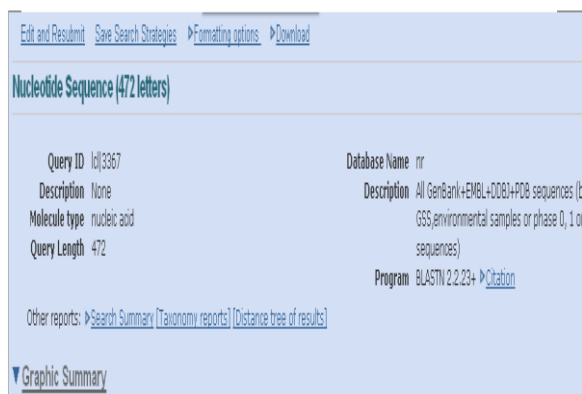 Edit and Resubmit Save Search Strategies ▶Formatting options ▶Download
Nucleotide Sequence (472 letters)
Query ID lcl|3367
Description None
Molecule type nucleic acid
Query Length 472
Database Name nr
Description All GenBank+EMBL+DDBJ+PDB sequences (b
GSS,environmental samples or phase 0, 1 o
sequences)
Program BLASTN 2.2.23+ ▶Citation
Other reports: ▶Search Summary [Taxonomy reports] [Distance tree of results]
▼Graphic Summary